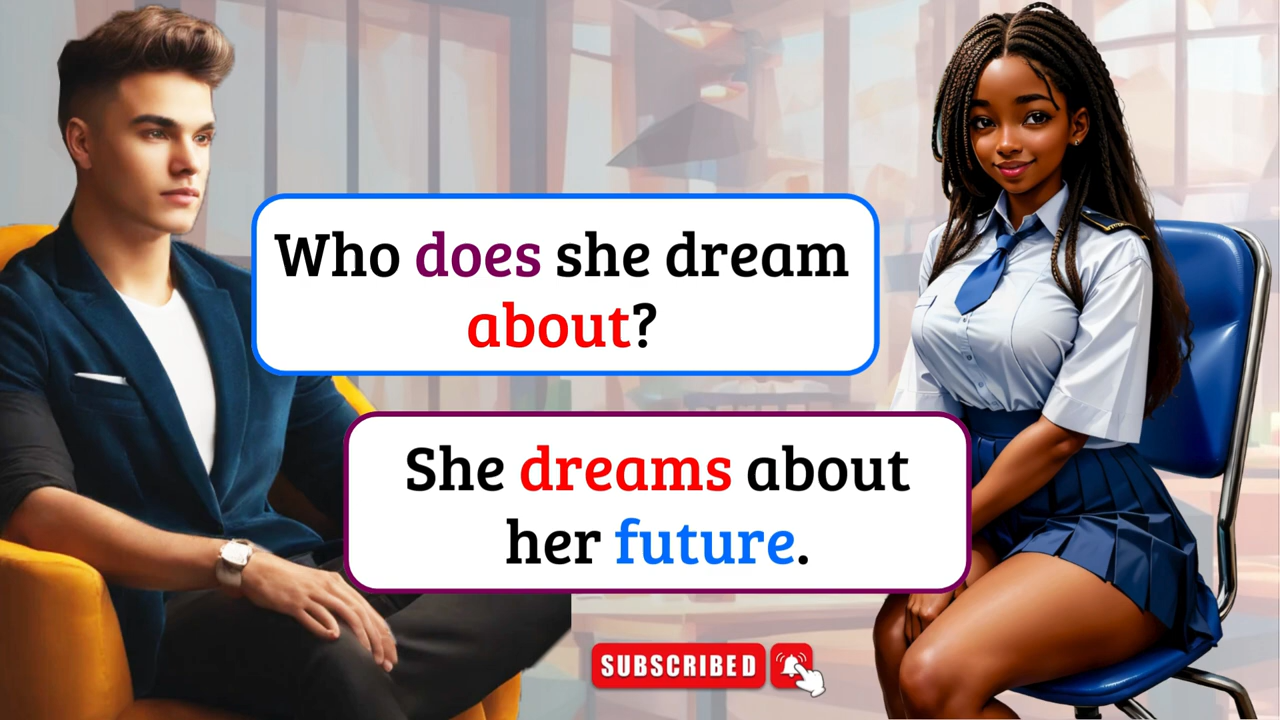 Who does she dream
about?
She dreams about
her future.
SUBSCRIBED